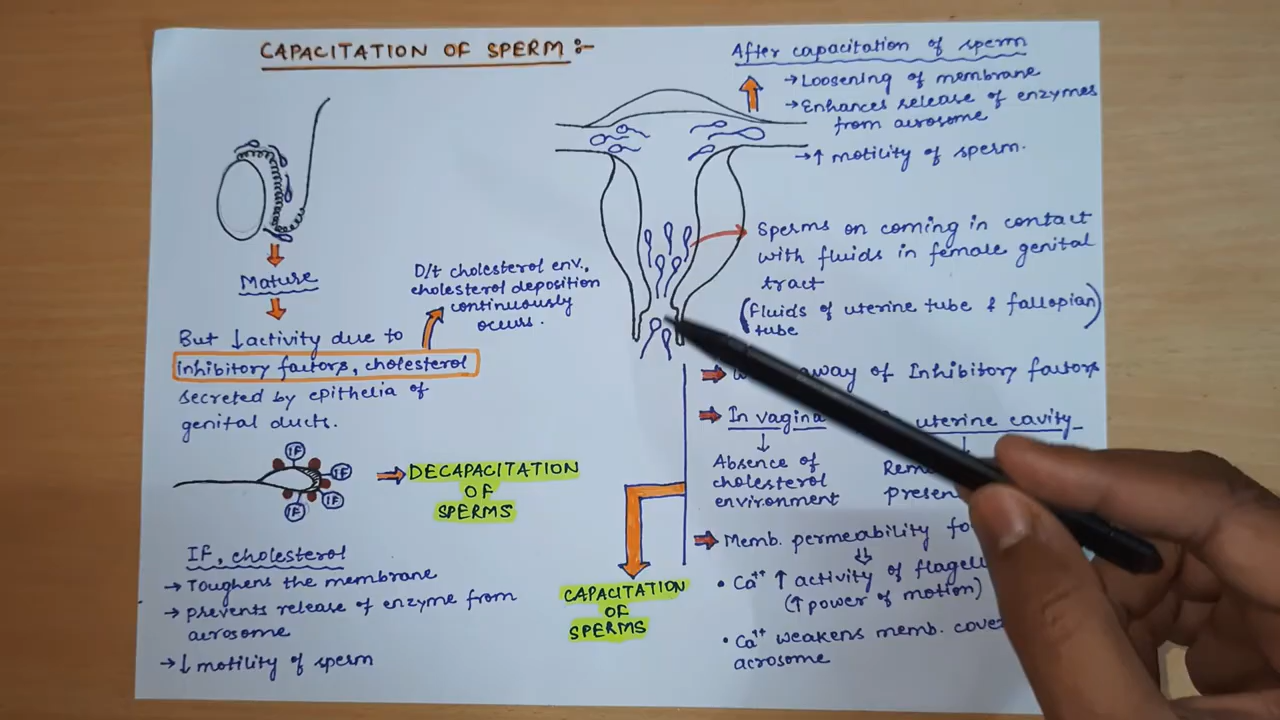 CAPACITATION OF SPERM :-
Mature
But ↓activity due to
inhibitory factors, cholesterol
secreted by epithelia of
genital ducts.
D/t cholesterol env.,
cholesterol deposition
continuously
occurs.
IF
IF
IF
IF
DECAPACITATION
OF
SPERMS
IF, cholesterol
→ Toughens the membrane
→ prevents release of enzyme from
acrosome
→ ↓ motility of sperm
After capacitation of sperm
→ Loosening of membrane
→ Enhances release of enzymes
from acrosome
→ ↑ motility of sperm.
Sperms on coming in contact
with fluids in female genital
tract
(fluids of uterine tube & fallopian)
tube
away of Inhibitory factors
In vagina
↓
Absence of
cholesterol
environment
uterine cavity
↓
presen
Memb. permeability fo
⇓
• Ca++ ↑ activity of flagell
(↑ power of motion)
• Ca++ weakens memb. cove
acrosome
CAPACITATION
OF
SPERMS